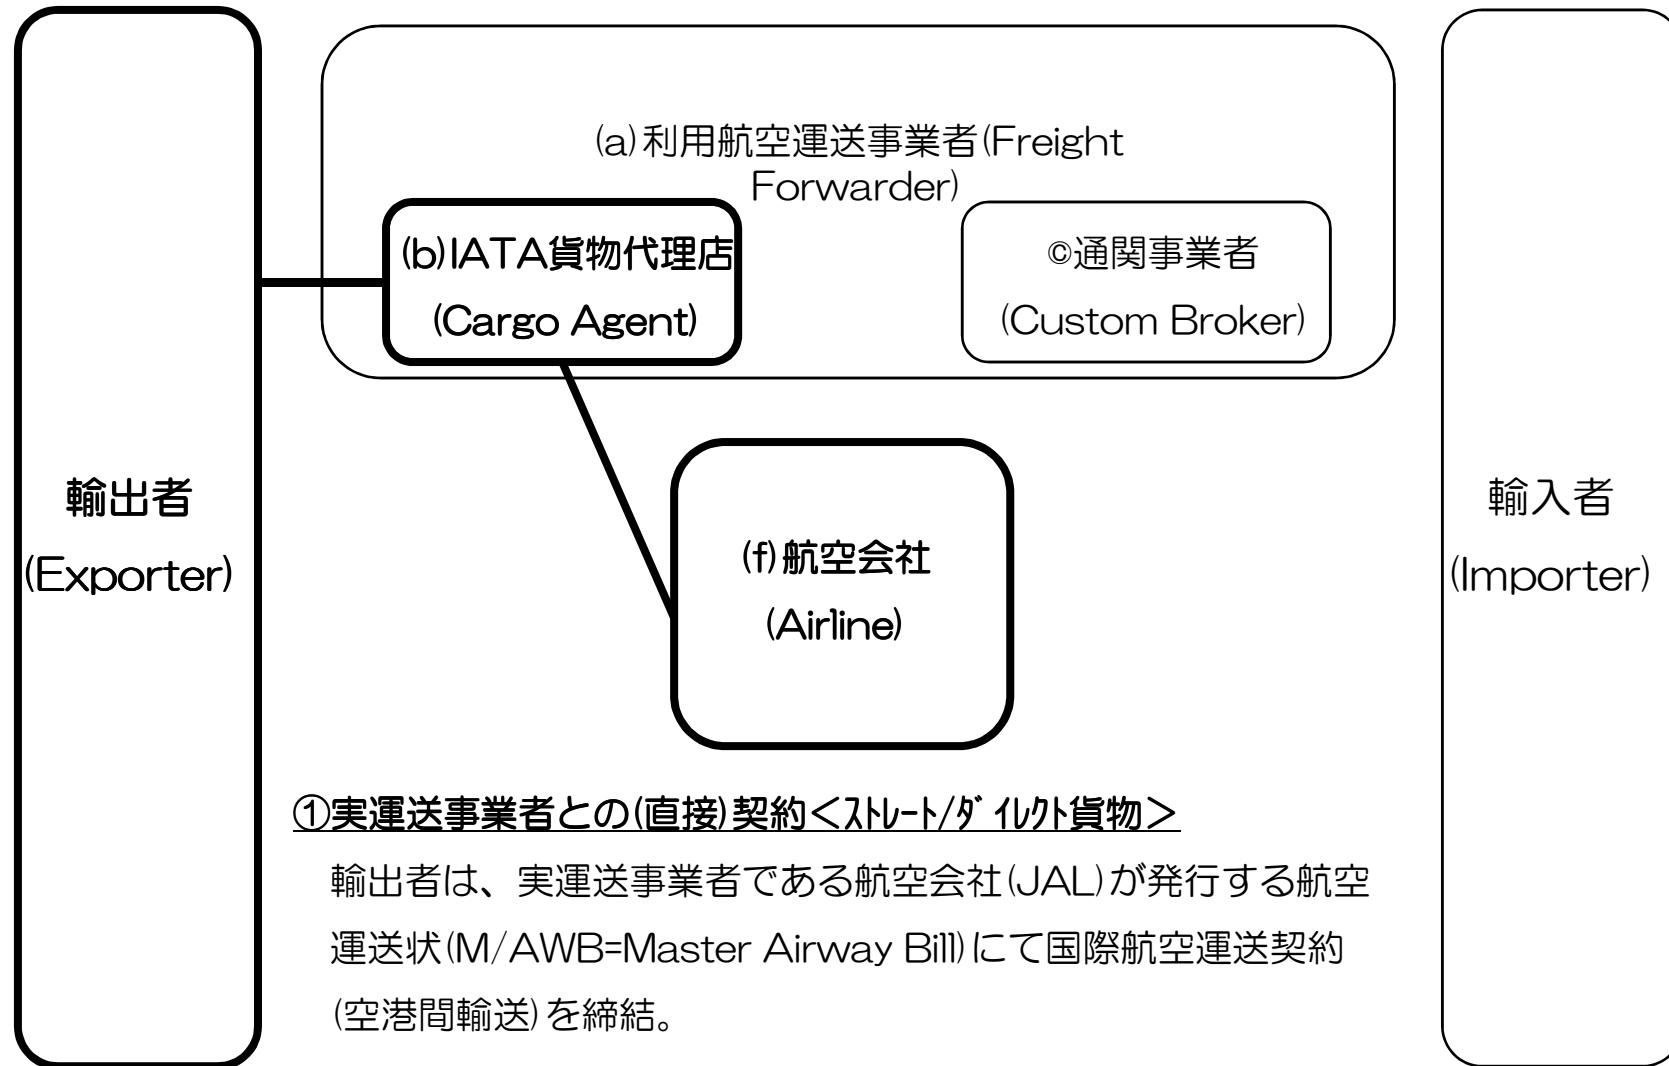 (a)利用航空運送事業者(Freight
Forwarder)
(b)IATA貨物代理店
(Cargo Agent)
©通関事業者
(Custom Broker)
輸出者
(Exporter)
(f)航空会社
(Airline)
輸入者
(Importer)
①実運送事業者との(直接)契約＜ｽﾄﾚｰﾄ/ﾀﾞｲﾚｸﾄ貨物＞
輸出者は、実運送事業者である航空会社(JAL)が発行する航空
運送状(M/AWB=Master Airway Bill)にて国際航空運送契約
(空港間輸送)を締結。